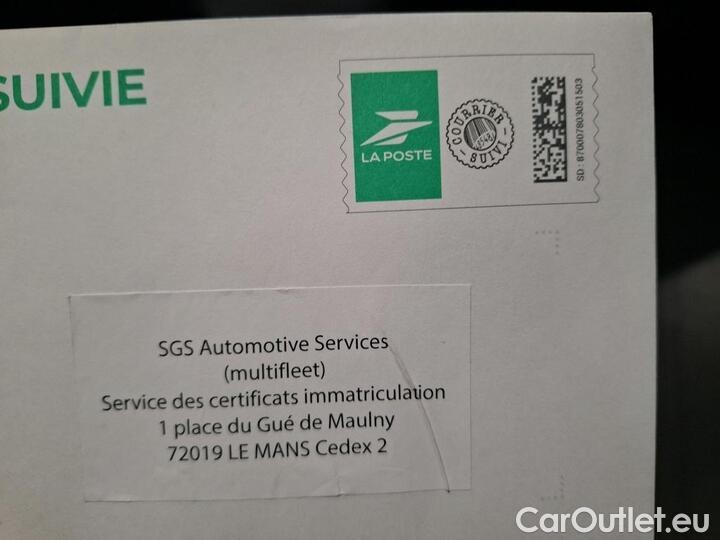 SUIVIE
LA POSTE
COURRIER
SUIVI
SD : 870007803051503
SGS Automotive Services
(multifleet)
Service des certificats immatriculation
1 place du Gué de Maulny
72019 LE MANS Cedex 2
CarOutlet.eu